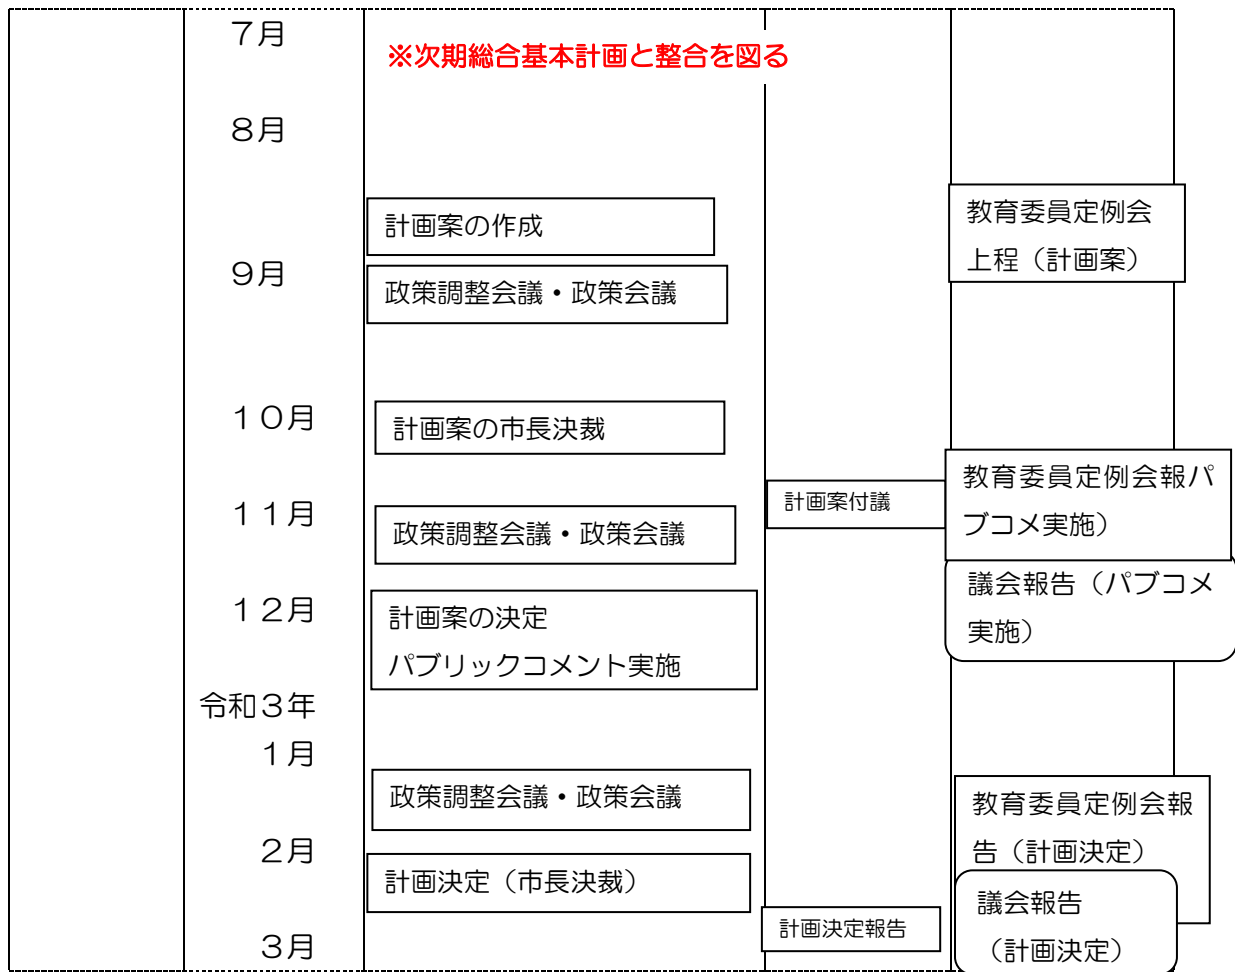 ７月
※次期総合基本計画と整合を図る
８月
計画案の作成
教育委員定例会
上程（計画案）
９月
政策調整会議・政策会議
１０月
計画案の市長決裁
１１月
政策調整会議・政策会議
計画案付議
教育委員定例会報パ
ブコメ実施）
議会報告（パブコメ
実施）
１２月
計画案の決定
パブリックコメント実施
令和３年
１月
政策調整会議・政策会議
教育委員定例会報
告（計画決定）
２月
計画決定（市長決裁）
議会報告
（計画決定）
計画決定報告
３月